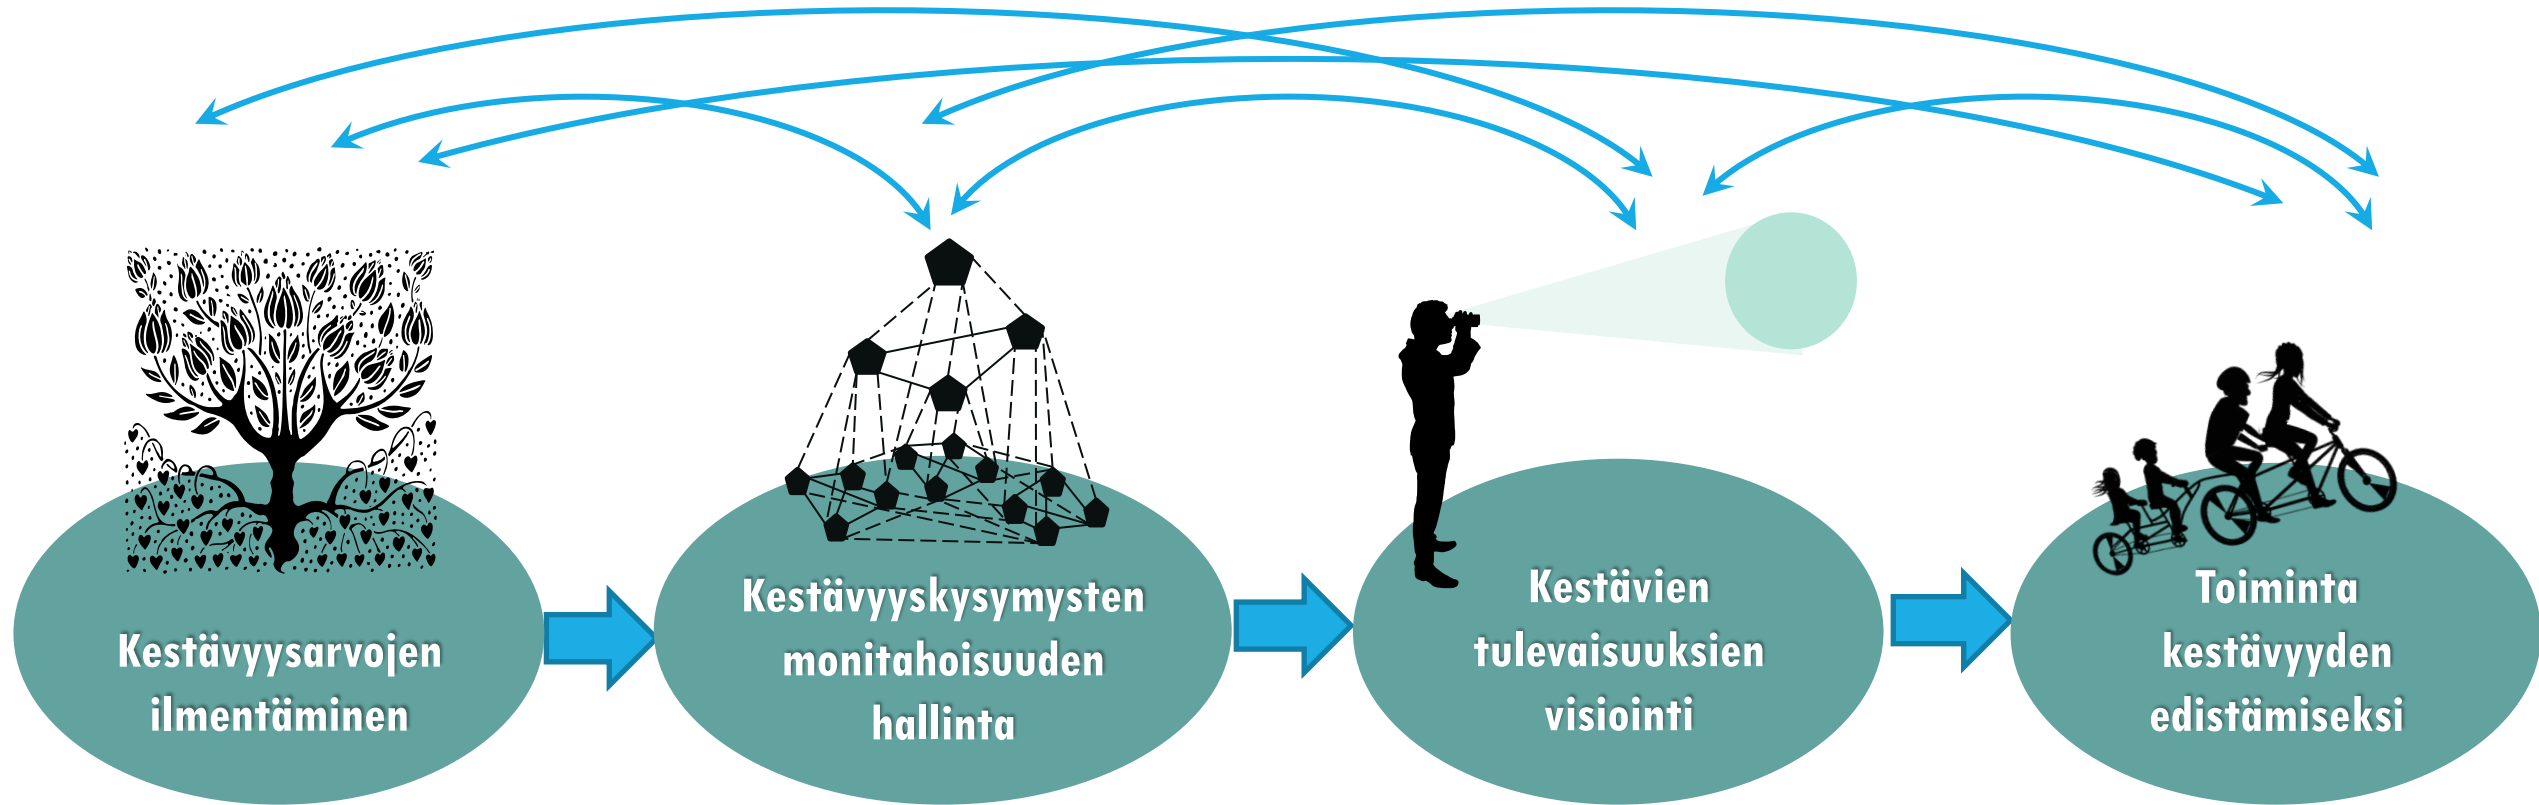 Kestävyysarvojen
ilmentäminen
Kestävyyskysymysten
monitahoisuuden
hallinta
Kestävien
tulevaisuuksien
visiointi
Toiminta
kestävyyden
edistämiseksi